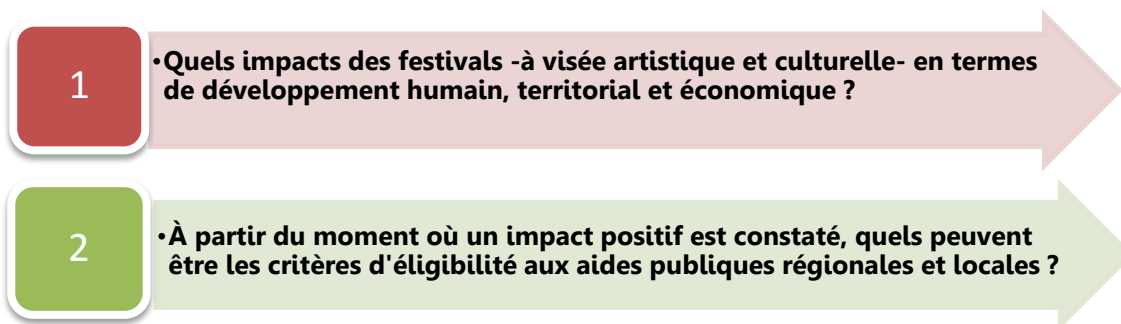 1
•Quels impacts des festivals -à visée artistique et culturelle- en termes
de développement humain, territorial et économique ?
2
•À partir du moment où un impact positif est constaté, quels peuvent
être les critères d'éligibilité aux aides publiques régionales et locales ?